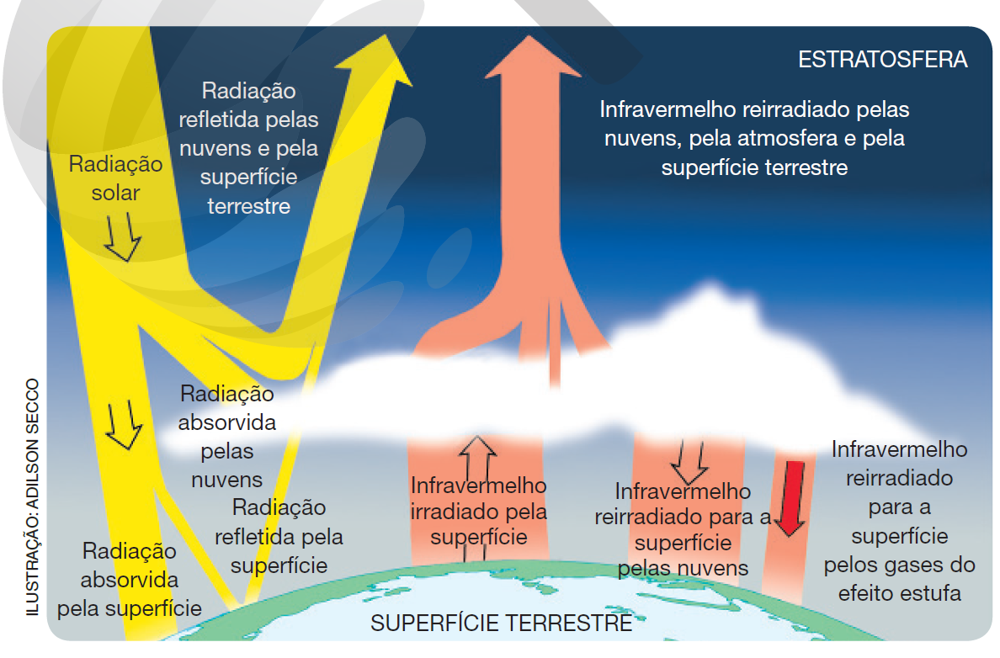 ESTRATOSFERA
Radiação
refletida pelas
nuvens e pela
superfície
terrestre
Infravermelho reirradiado pelas
nuvens, pela atmosfera e pela
superfície terrestre
Radiação
solar
Radiação
absorvida
pelas
nuvens
Radiação
refletida pela
superfície
Radiação
absorvida
pela superfície
Infravermelho
irradiado pela
superfície
Infravermelho
reirradiado para a
superfície
pelas nuvens
Infravermelho
reirradiado
para a
superfície
pelos gases do
efeito estufa
SUPERFÍCIE TERRESTRE
ILUSTRAÇÃO: ADILSON SECCO